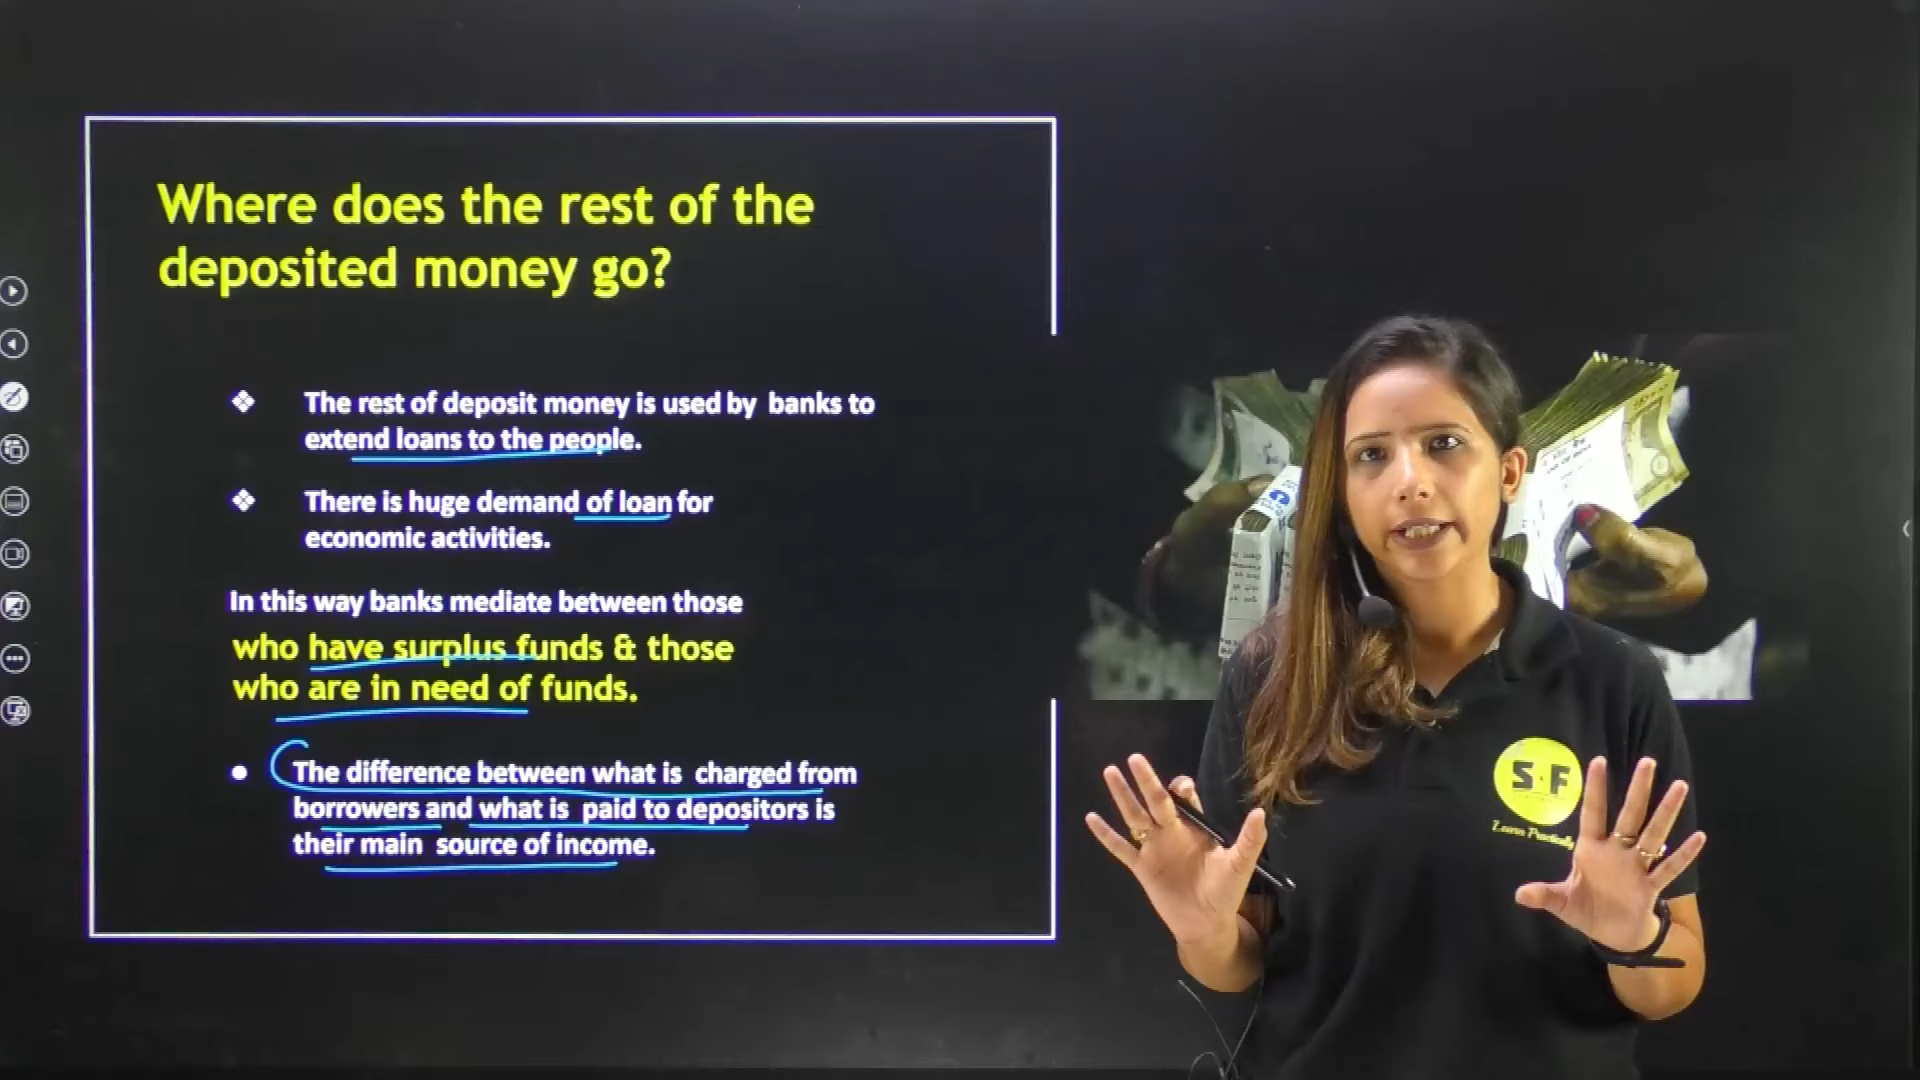 Where does the rest of the
deposited money go?
❖ The rest of deposit money is used by banks to
extend loans to the people.
❖ There is huge demand of loan for
economic activities.
In this way banks mediate between those
who have surplus funds & those
who are in need of funds.
● The difference between what is charged from
borrowers and what is paid to depositors is
their main source of income.
S·F
Learn Practically